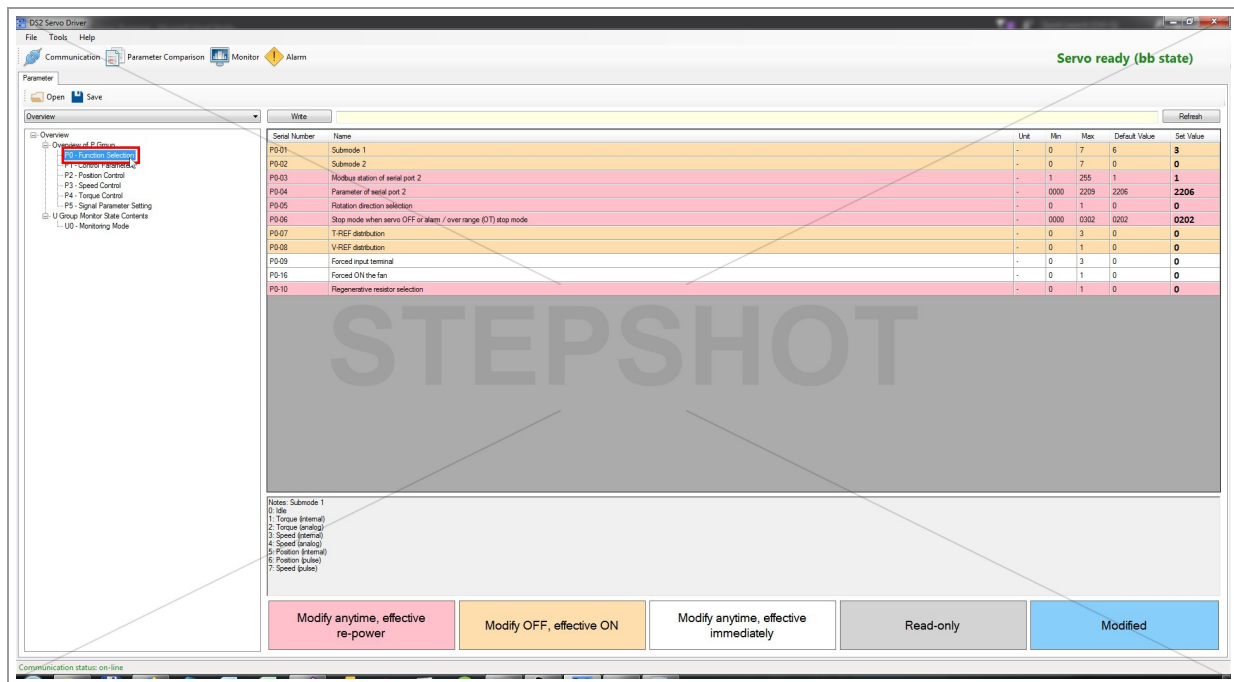 DS2 Servo Driver
File Tools Help
Communication Parameter Comparison Monitor Alarm
Servo ready (bb state)
Parameter
Open Save
Overview Write Refresh
Overview
Overview of P Group
P0 - Function Selection
P1 - Control Parameter
P2 - Position Control
P3 - Speed Control
P4 - Torque Control
P5 - Signal Parameter Setting
U Group Monitor State Contents
U0 - Monitoring Mode
Serial Number Name Unit Min Max Default Value Set Value
P0-01 Submode 1 - 0 7 6 3
P0-02 Submode 2 - 0 7 0 0
P0-03 Modbus station of serial port 2 - 1 255 1 1
P0-04 Parameter of serial port 2 - 0000 2209 2206 2206
P0-05 Rotation direction selection - 0 1 0 0
P0-06 Stop mode when servo OFF or alarm / over range (OT) stop mode - 0000 0302 0202 0202
P0-07 T-REF distribution - 0 3 0 0
P0-08 V-REF distribution - 0 1 0 0
P0-09 Forced input terminal - 0 3 0 0
P0-16 Forced ON the fan - 0 1 0 0
P0-10 Regenerative resistor selection - 0 1 0 0
STEPSHOT
Notes: Submode 1
0: Idle
1: Torque (internal)
2: Torque (analog)
3: Speed (internal)
4: Speed (analog)
5: Position (internal)
6: Position (pulse)
7: Speed (pulse)
Modify anytime, effective
re-power
Modify OFF, effective ON
Modify anytime, effective
immediately
Read-only
Modified
Communication status: on-line